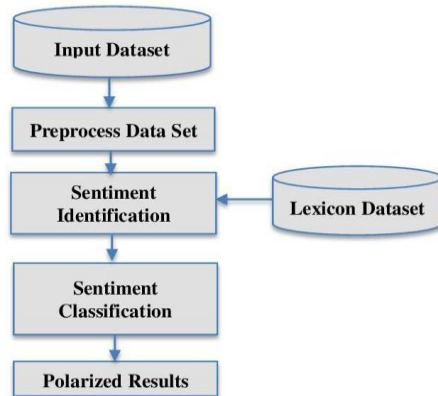 Input Dataset
Preprocess Data Set
Sentiment
Identification
Lexicon Dataset
Sentiment
Classification
Polarized Results